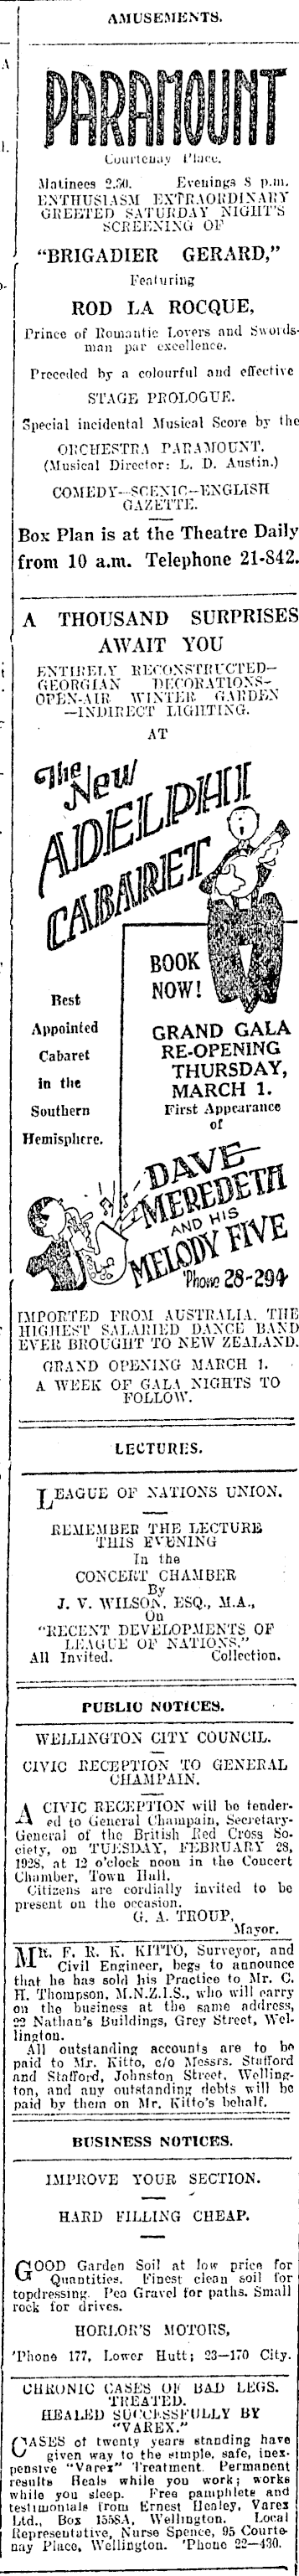 AMUSEMENTS.
PARAMOUNT
Courtenay Place.
Matinees 2.30. Evenings 8 p.m.
ENTHUSIASM EXTRAORDINARY
GREETED SATURDAY NIGHT'S
SCREENING OF
"BRIGADIER GERARD,"
Featuring
ROD LA ROCQUE,
Prince of Romantic Lovers and Swords-
man par excellence.
Preceded by a colourful and effective
STAGE PROLOGUE.
Special incidental Musical Score by the
ORCHESTRA PARAMOUNT.
(Musical Director: L. D. Austin.)
COMEDY—SCENIC—ENGLISH
GAZETTE.
Box Plan is at the Theatre Daily
from 10 a.m. Telephone 21-842.
A THOUSAND SURPRISES
AWAIT YOU
ENTIRELY RECONSTRUCTED—
GEORGIAN DECORATIONS—
OPEN-AIR WINTER GARDEN
—INDIRECT LIGHTING.
AT
The New
ADELPHI
CABARET
BOOK
NOW!
Best
Appointed
Cabaret
in the
Southern
Hemisphere.
GRAND GALA
RE-OPENING
THURSDAY,
MARCH 1.
First Appearance
of
DAVE
MEREDETH
AND HIS
MELODY FIVE
'Phone 28-294
IMPORTED FROM AUSTRALIA. THE
HIGHEST SALARIED DANCE BAND
EVER BROUGHT TO NEW ZEALAND.
GRAND OPENING MARCH 1.
A WEEK OF GALA NIGHTS TO
FOLLOW.
LECTURES.
LEAGUE OF NATIONS UNION.
REMEMBER THE LECTURE
THIS EVENING
In the
CONCERT CHAMBER
By
J. V. WILSON, ESQ., M.A.,
On
"RECENT DEVELOPMENTS OF
LEAGUE OF NATIONS."
All Invited. Collection.
PUBLIC NOTICES.
WELLINGTON CITY COUNCIL.
CIVIC RECEPTION TO GENERAL
CHAMPAIN.
A CIVIC RECEPTION will be tender-
ed to General Champain, Secretary-
General of the British Red Cross So-
ciety, on TUESDAY, FEBRUARY 28,
1928, at 12 o'clock noon in the Concert
Chamber, Town Hall.
Citizens are cordially invited to be
present on the occasion.
G. A. TROUP,
Mayor.
MR. F. R. K. KITTO, Surveyor, and
Civil Engineer, begs to announce
that he has sold his Practice to Mr. C.
H. Thompson, M.N.Z.I.S., who will carry
on the business at the same address,
22 Nathan's Buildings, Grey Street, Wel-
lington.
All outstanding accounts are to be
paid to Mr. Kitto, c/o Messrs. Stafford
and Stafford, Johnston Street, Welling-
ton, and any outstanding debts will be
paid by them on Mr. Kitto's behalf.
BUSINESS NOTICES.
IMPROVE YOUR SECTION.
HARD FILLING CHEAP.
GOOD Garden Soil at low price for
Quantities. Finest clean soil for
topdressing. Pea Gravel for paths. Small
rock for drives.
HORLOR'S MOTORS,
'Phone 177, Lower Hutt; 23—170 City.
CHRONIC CASES OF BAD LEGS.
TREATED.
HEALED SUCCESSFULLY BY
"VAREX."
CASES of twenty years standing have
given way to the simple, safe, inex-
pensive "Varex" Treatment. Permanent
results Heals while you work; works
while you sleep. Free pamphlets and
testimonials from Ernest Healey, Varex
Ltd., Box 1558A, Wellington. Local
Representative, Nurse Spence, 95 Courte-
nay Place, Wellington. 'Phone 22—430.